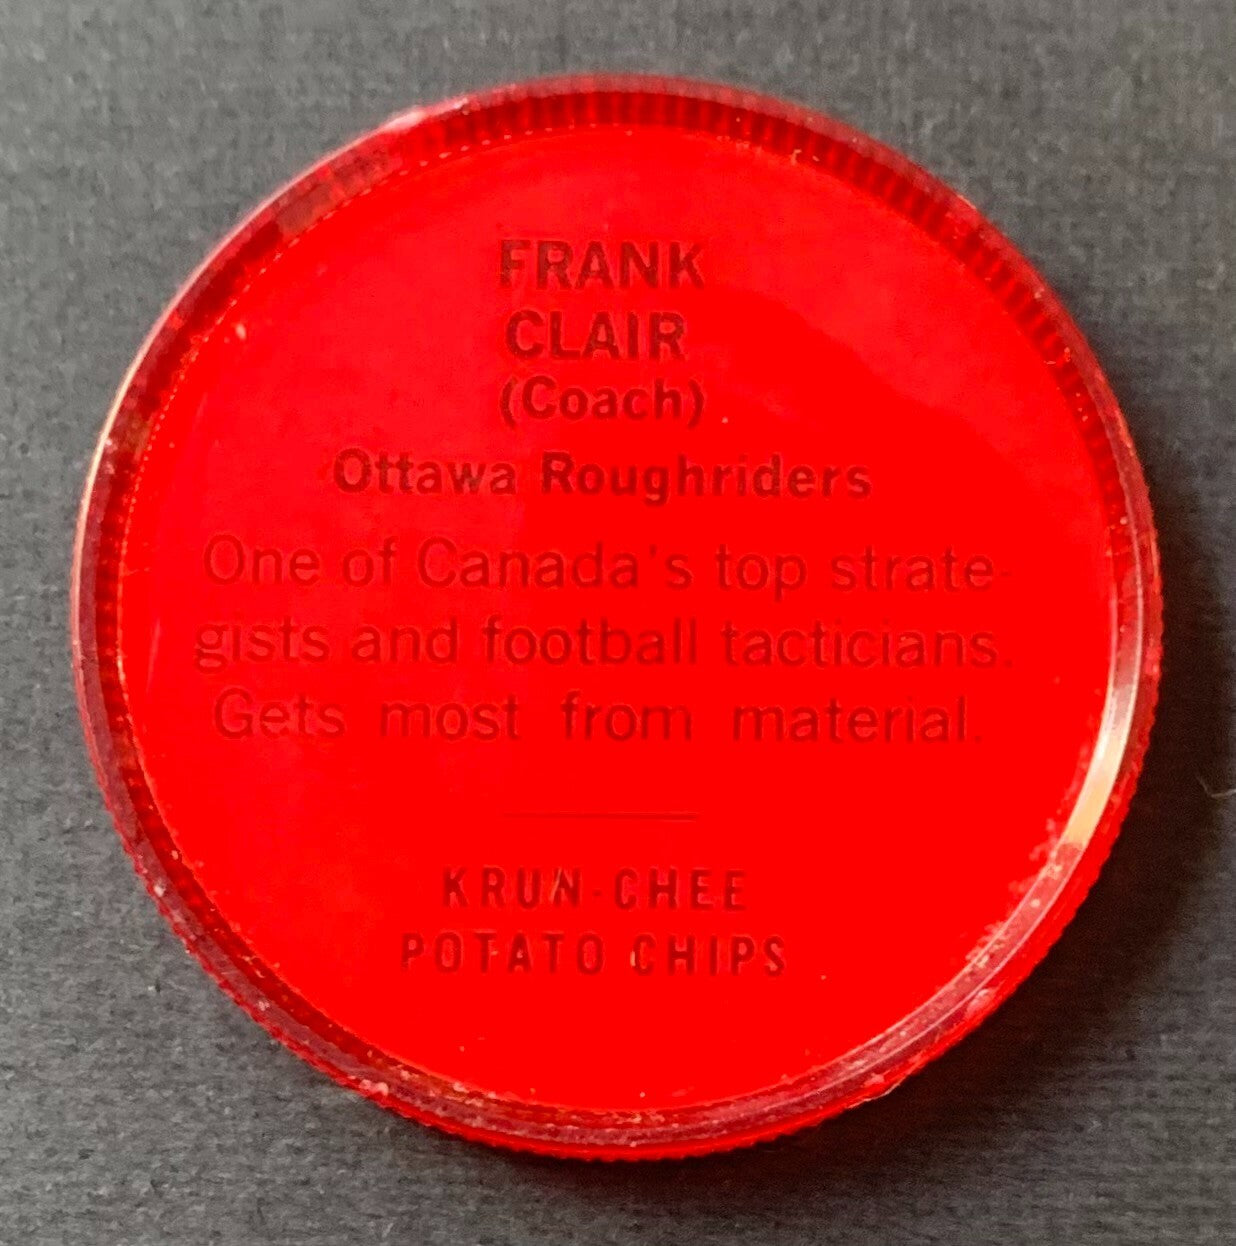 FRANK
CLAIR
(Coach)
Ottawa Roughriders
One of Canada's top strate-
gists and football tacticians.
Gets most from material.
KRUN-CHEE
POTATO CHIPS